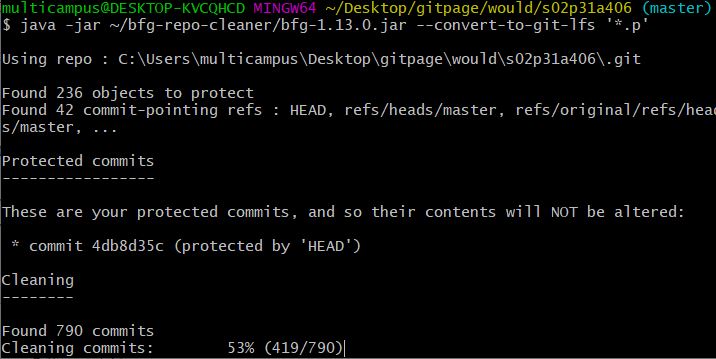 multicampus@DESKTOP-KVCQHCD MINGW64 ~/Desktop/gitpage/would/s02p31a406 (master)
$ java -jar ~/bfg-repo-cleaner/bfg-1.13.0.jar --convert-to-git-lfs '*.p'
Using repo : C:\Users\multicampus\Desktop\gitpage\would\s02p31a406\.git
Found 236 objects to protect
Found 42 commit-pointing refs : HEAD, refs/heads/master, refs/original/refs/head
s/master, ...
Protected commits
-----------------
These are your protected commits, and so their contents will NOT be altered:
* commit 4db8d35c (protected by 'HEAD')
Cleaning
--------
Found 790 commits
Cleaning commits: 53% (419/790)